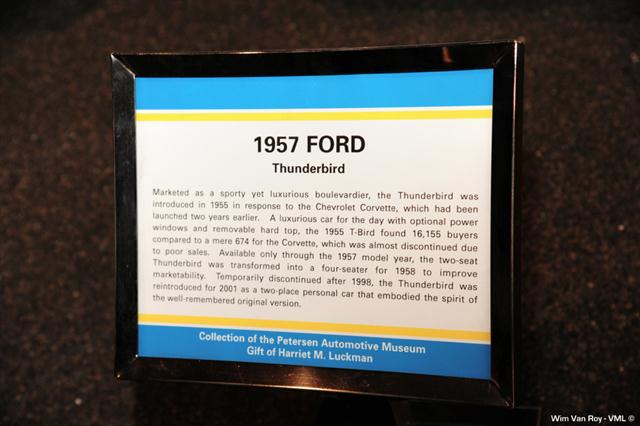 1957 FORD
Thunderbird
Marketed as a sporty yet luxurious boulevardier, the Thunderbird was
introduced in 1955 in response to the Chevrolet Corvette, which had been
launched two years earlier. A luxurious car for the day with optional power
windows and removable hard top, the 1955 T-Bird found 16,155 buyers
compared to a mere 674 for the Corvette, which was almost discontinued due
to poor sales. Available only through the 1957 model year, the two-seat
Thunderbird was transformed into a four-seater for 1958 to improve
marketability. Temporarily discontinued after 1998, the Thunderbird was
reintroduced for 2001 as a two-place personal car that embodied the spirit of
the well-remembered original version.
Collection of the Petersen Automotive Museum
Gift of Harriet M. Luckman
Wim Van Roy - VML ©